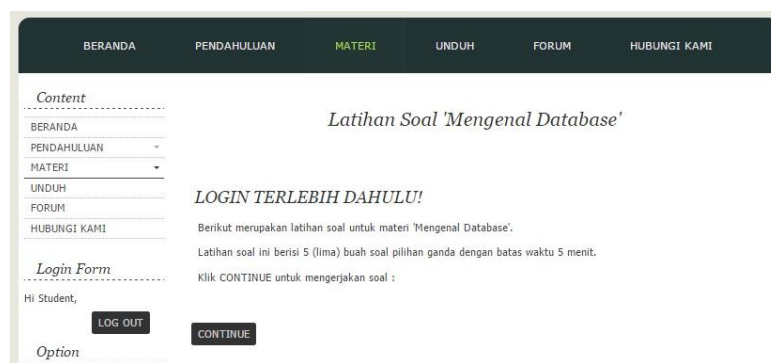 BERANDA PENDAHULUAN MATERI UNDUH FORUM HUBUNGI KAMI
Content
BERANDA
PENDAHULUAN
MATERI
UNDUH
FORUM
HUBUNGI KAMI
Login Form
Hi Student,
LOG OUT
Option
Latihan Soal 'Mengenal Database'
LOGIN TERLEBIH DAHULU!
Berikut merupakan latihan soal untuk materi 'Mengenal Database'.
Latihan soal ini berisi 5 (lima) buah soal pilihan ganda dengan batas waktu 5 menit.
Klik CONTINUE untuk mengerjakan soal :
CONTINUE